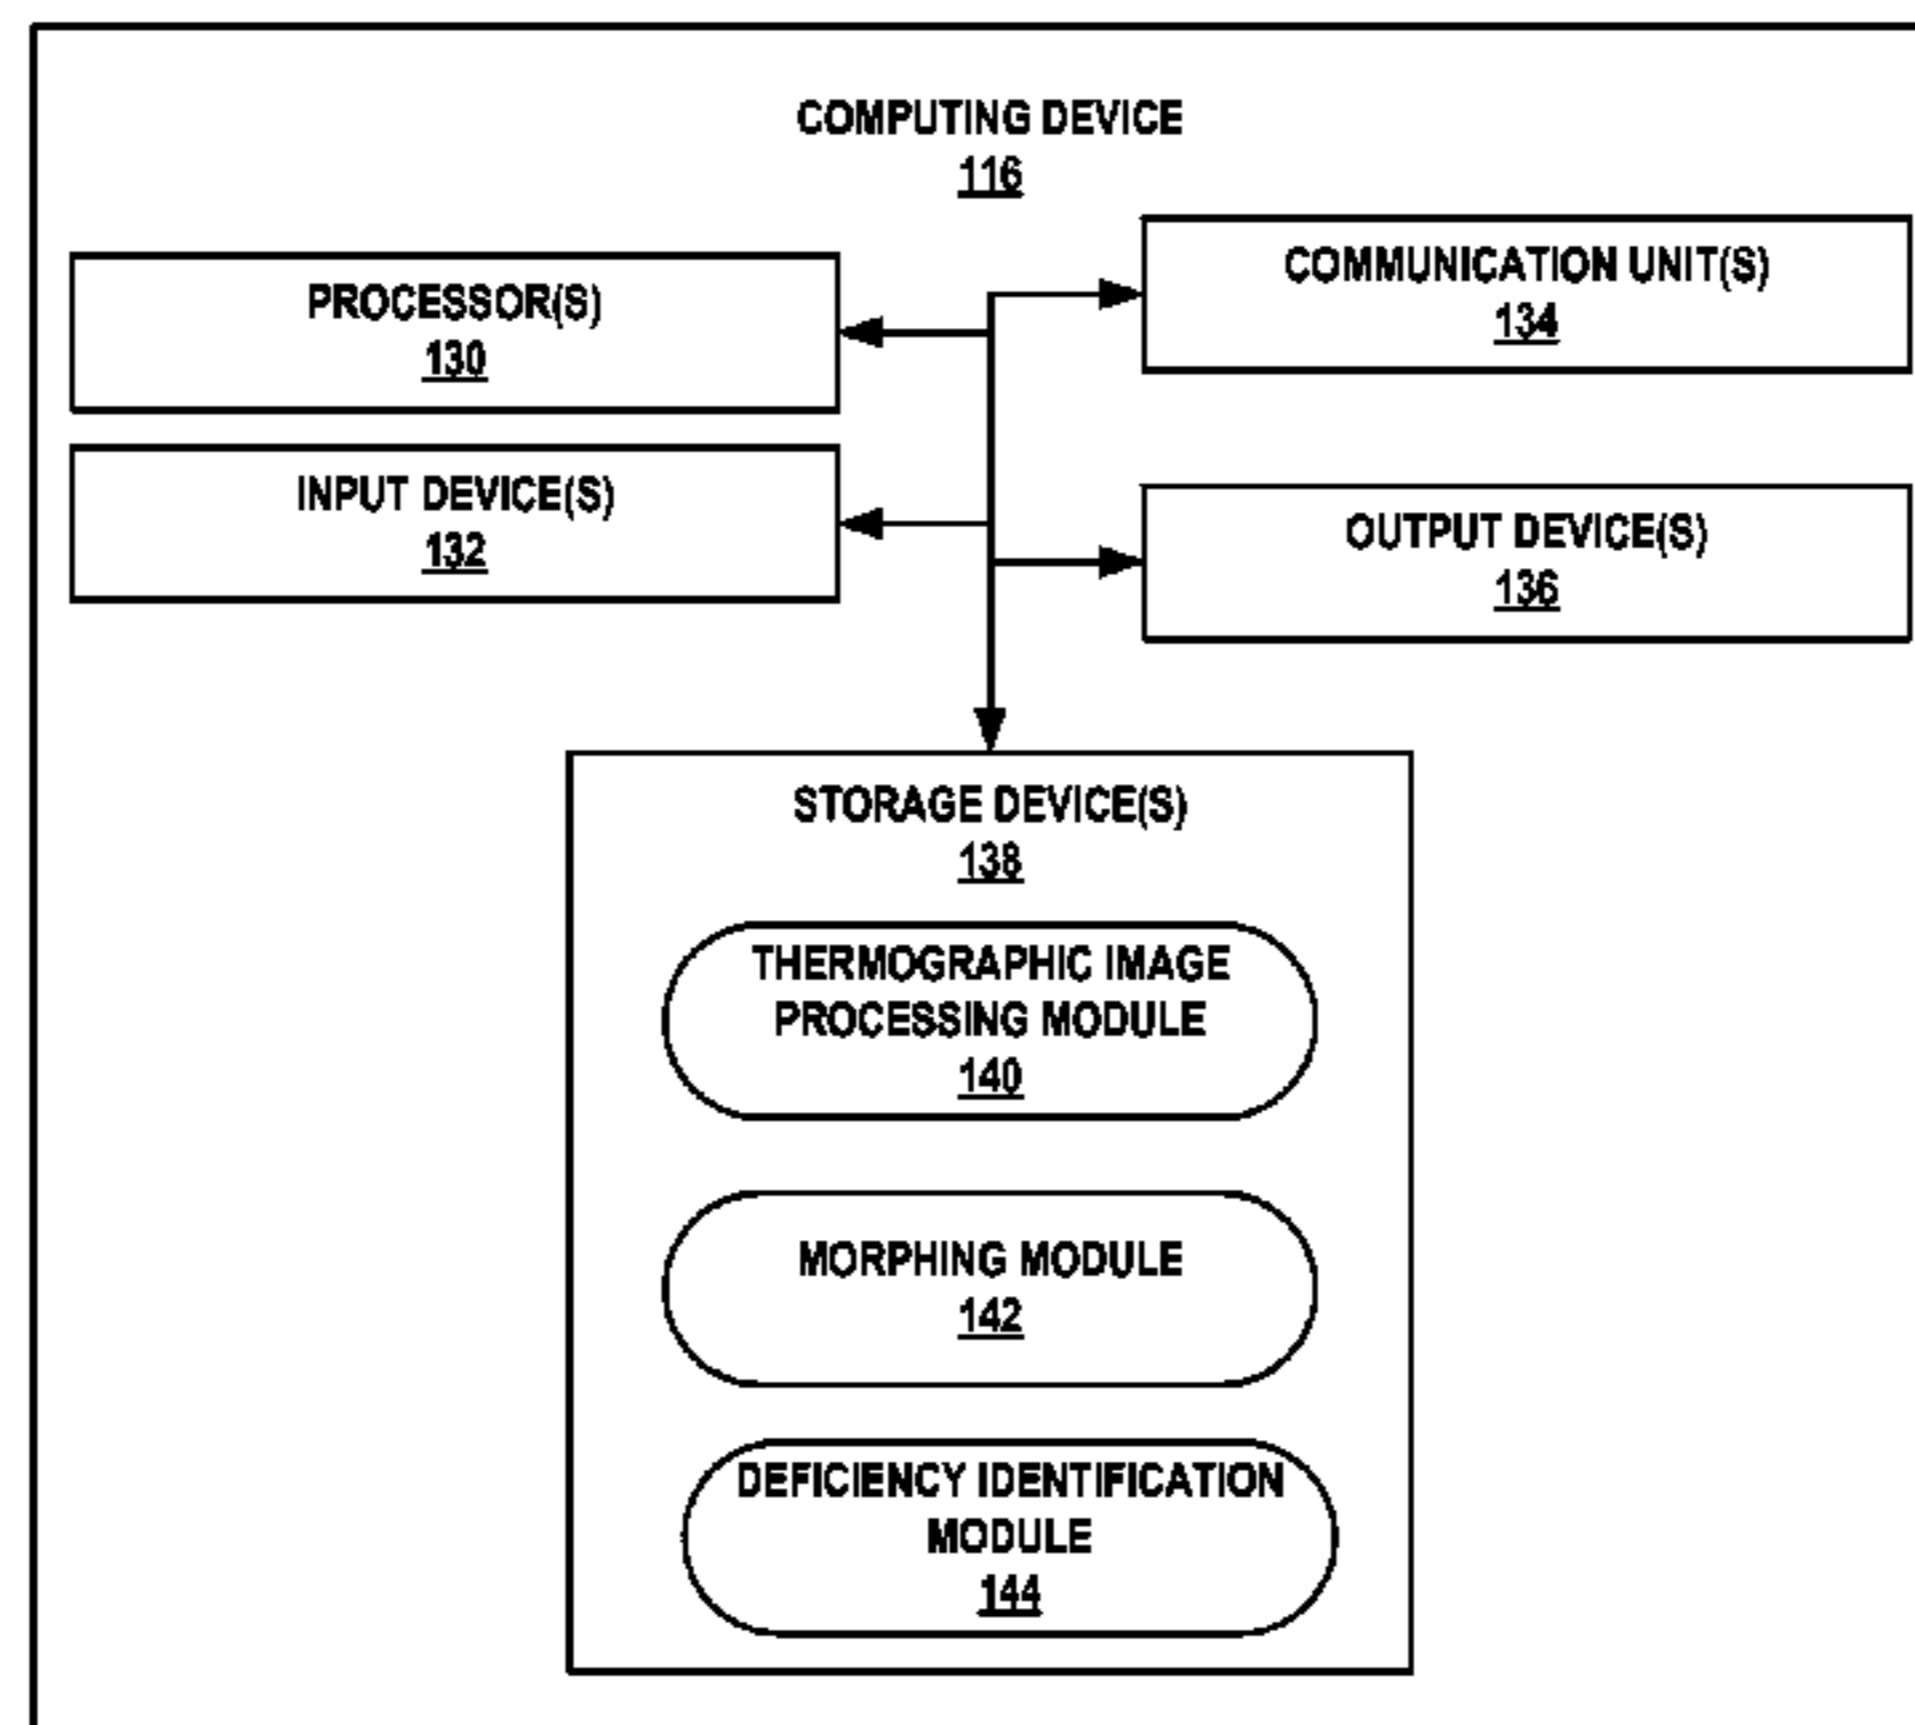 COMPUTING DEVICE
116
PROCESSOR(S)
130
COMMUNICATION UNIT(S)
134
INPUT DEVICE(S)
132
OUTPUT DEVICE(S)
136
STORAGE DEVICE(S)
138
THERMOGRAPHIC IMAGE
PROCESSING MODULE
140
MORPHING MODULE
142
DEFICIENCY IDENTIFICATION
MODULE
144